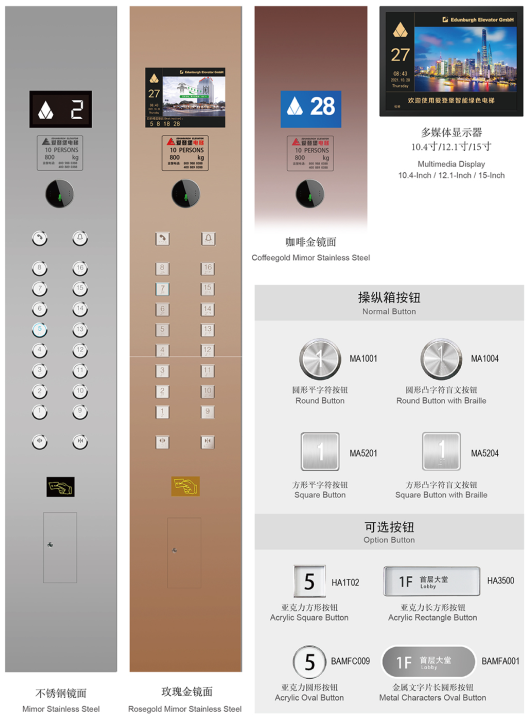 2
10 PERSONS
800 kg
8 16
7 15
6 14
5 13
4 12
3 11
2 10
1 9
不锈钢镜面
Mimor Stainless Steel
Edunburgh Elevator GmbH
27
5 8 18 28
10 PERSONS
800 kg
8 16
7 15
6 14
5 13
4 12
3 11
2 10
1 9
玫瑰金镜面
Rosegold Mimor Stainless Steel
28
咖啡金镜面
Coffeegold Mimor Stainless Steel
Edunburgh Elevator GmbH
27
08:43
2021.10.28
Thursday
欢迎使用爱登堡智能绿色电梯
多媒体显示器
10.4寸/12.1寸/15寸
Multimedia Display
10.4-Inch / 12.1-Inch / 15-Inch
操纵箱按钮
Normal Button
1 MA1001
圆形平字符按钮
Round Button
1 MA1004
圆形凸字符盲文按钮
Round Button with Braille
1 MA5201
方形平字符按钮
Square Button
1 MA5204
方形凸字符盲文按钮
Square Button with Braille
可选按钮
Option Button
5 HA1T02
亚克力方形按钮
Acrylic Square Button
1F 首层大堂 Lobby HA3500
亚克力长方形按钮
Acrylic Rectangle Button
5 BAMFC009
亚克力圆形按钮
Acrylic Oval Button
1F 首层大堂 Lobby BAMFA001
金属文字片长圆形按钮
Metal Characters Oval Button